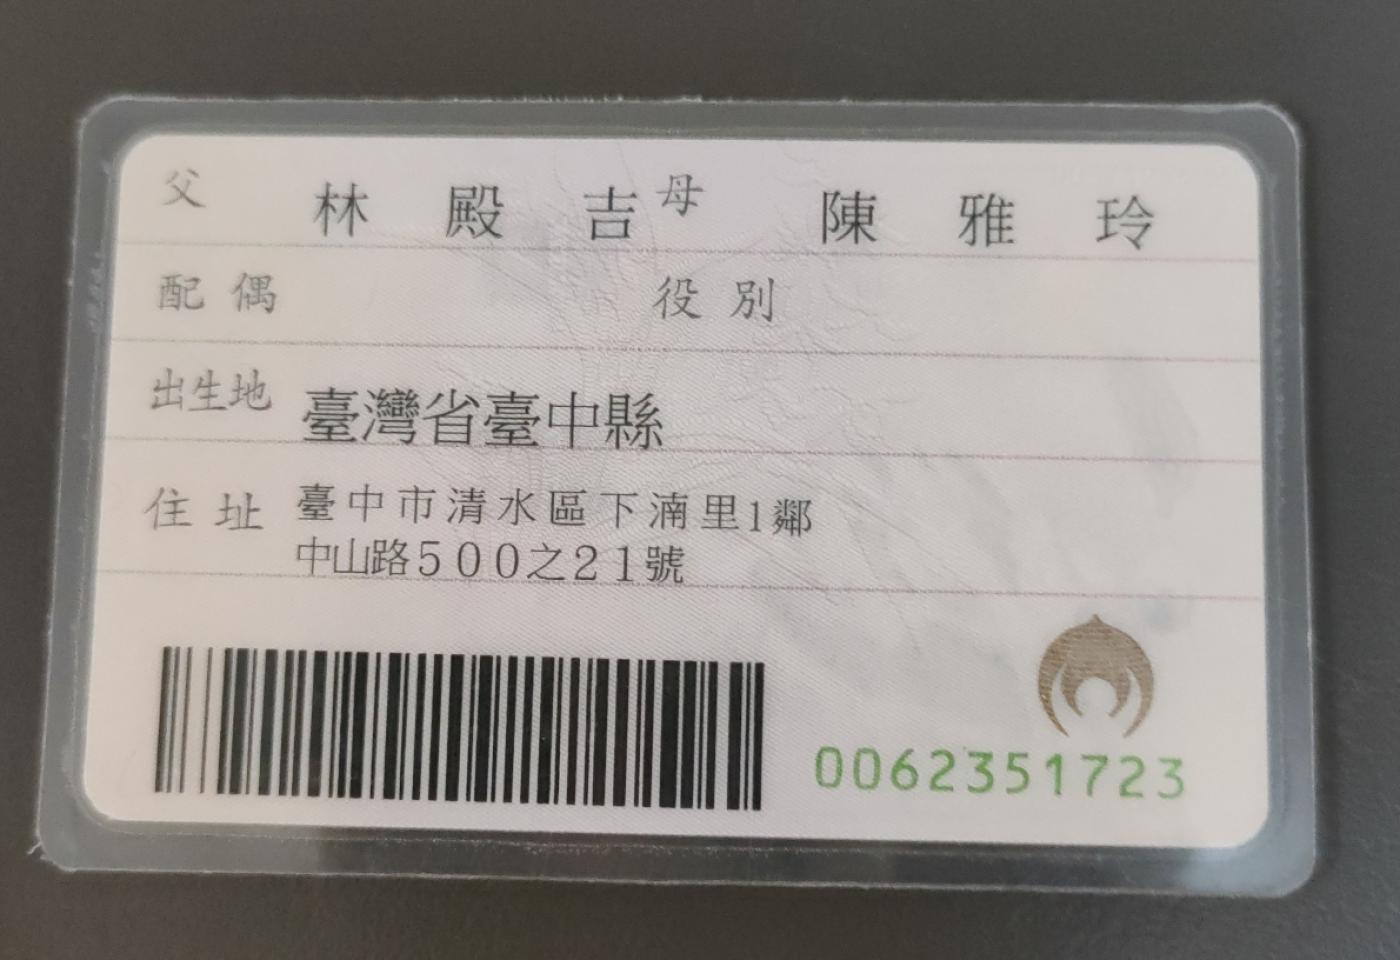 父 林殿吉 母 陳雅玲
配偶 役別
出生地 臺灣省臺中縣
住址 臺中市清水區下湳里1鄰
中山路500之21號
0062351723